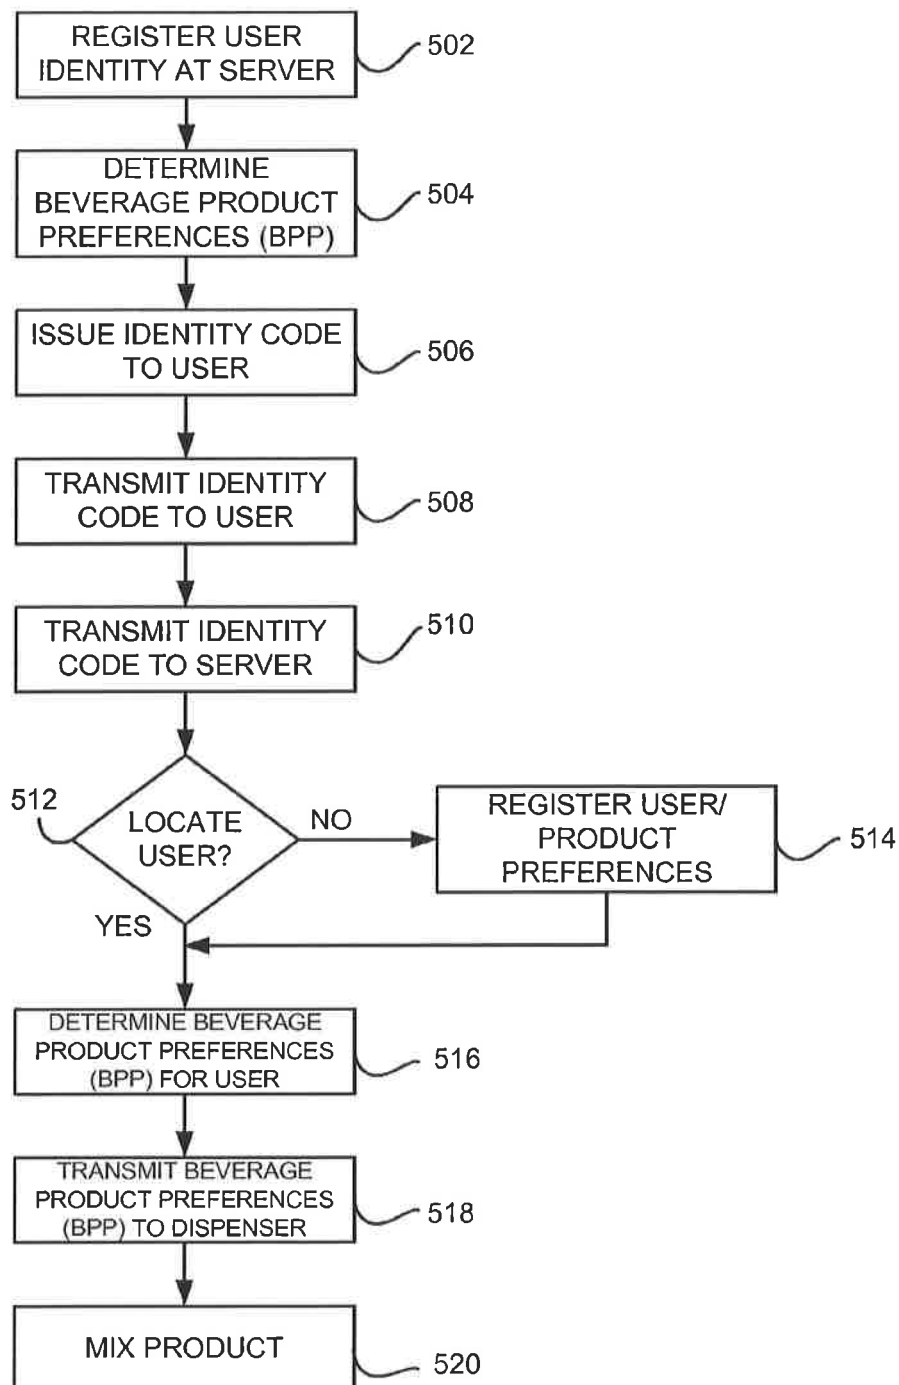 REGISTER USER
IDENTITY AT SERVER
502
DETERMINE
BEVERAGE PRODUCT
PREFERENCES (BPP)
504
ISSUE IDENTITY CODE
TO USER
506
TRANSMIT IDENTITY
CODE TO USER
508
TRANSMIT IDENTITY
CODE TO SERVER
510
512
LOCATE
USER?
NO
YES
REGISTER USER/
PRODUCT
PREFERENCES
514
DETERMINE BEVERAGE
PRODUCT PREFERENCES
(BPP) FOR USER
516
TRANSMIT BEVERAGE
PRODUCT PREFERENCES
(BPP) TO DISPENSER
518
MIX PRODUCT
520